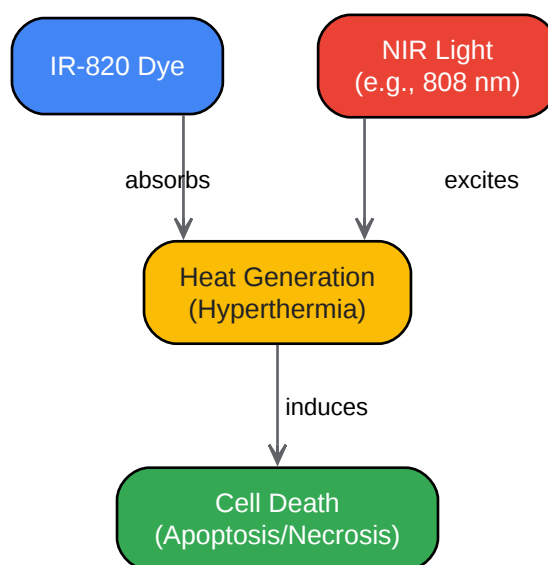 IR-820 Dye
NIR Light
(e.g., 808 nm)
absorbs
excites
Heat Generation
(Hyperthermia)
induces
Cell Death
(Apoptosis/Necrosis)